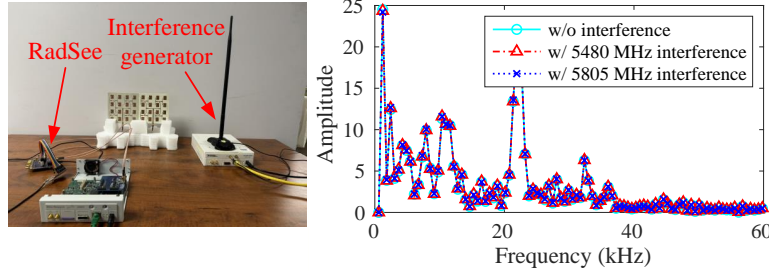 RadSee
Interference
generator
w/o interference
w/ 5480 MHz interference
w/ 5805 MHz interference
Amplitude
25
20
15
10
5
0
0
20
40
60
Frequency (kHz)